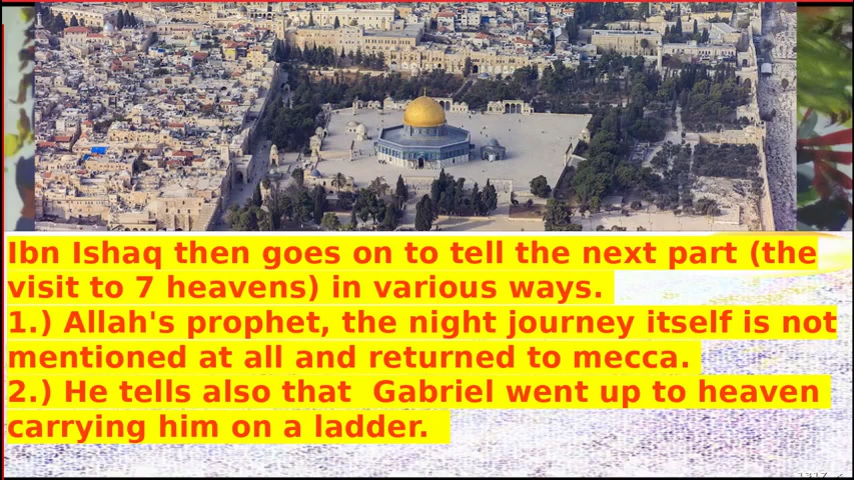 Ibn Ishaq then goes on to tell the next part (the
visit to 7 heavens) in various ways.
1.) Allah's prophet, the night journey itself is not
mentioned at all and returned to mecca.
2.) He tells also that  Gabriel went up to heaven
carrying him on a ladder.